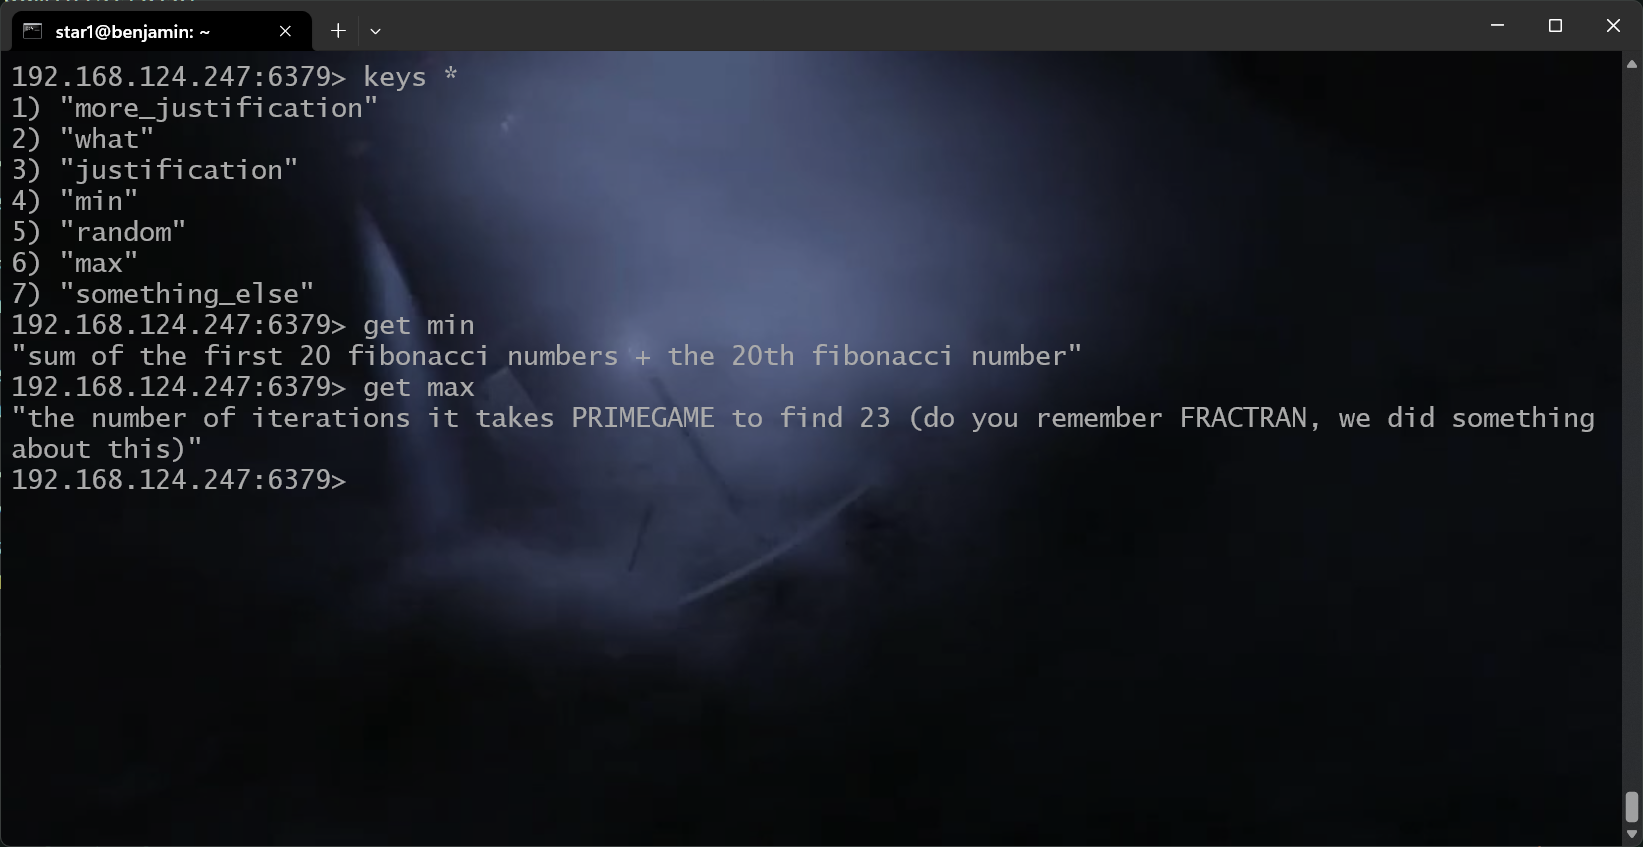 star1@benjamin: ~
192.168.124.247:6379> keys *
1) "more_justification"
2) "what"
3) "justification"
4) "min"
5) "random"
6) "max"
7) "something_else"
192.168.124.247:6379> get min
"sum of the first 20 fibonacci numbers + the 20th fibonacci number"
192.168.124.247:6379> get max
"the number of iterations it takes PRIMEGAME to find 23 (do you remember FRACTRAN, we did something
about this)"
192.168.124.247:6379>